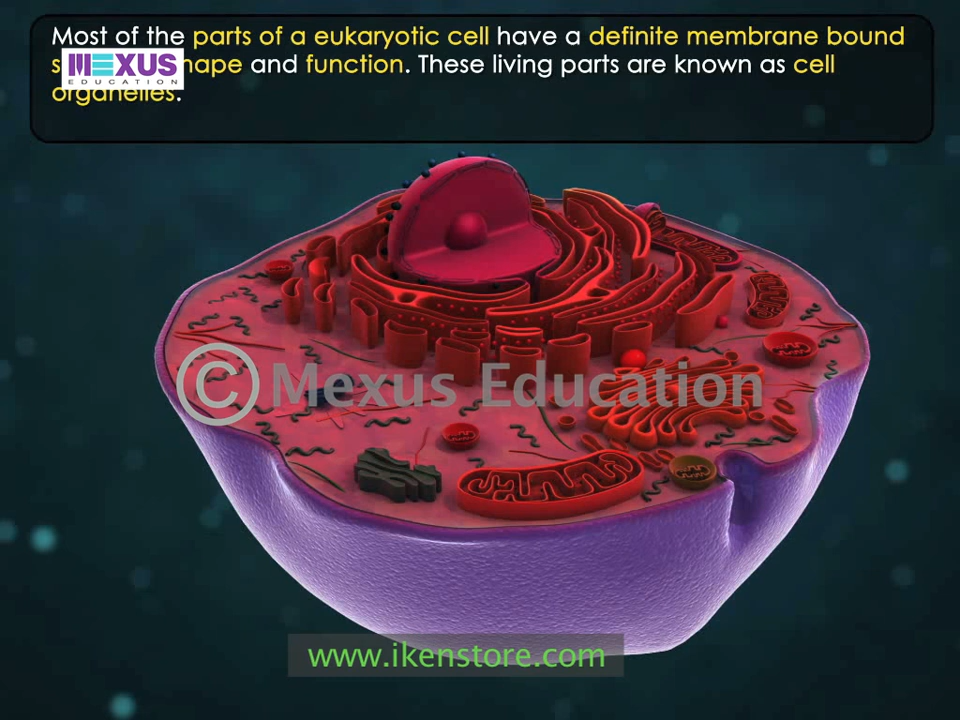 Most of the parts of a eukaryotic cell have a definite membrane bound
and function. These living parts are known as cell
organelles.
MEXUS
EDUCATION
© Mexus Education
www.ikenstore.com